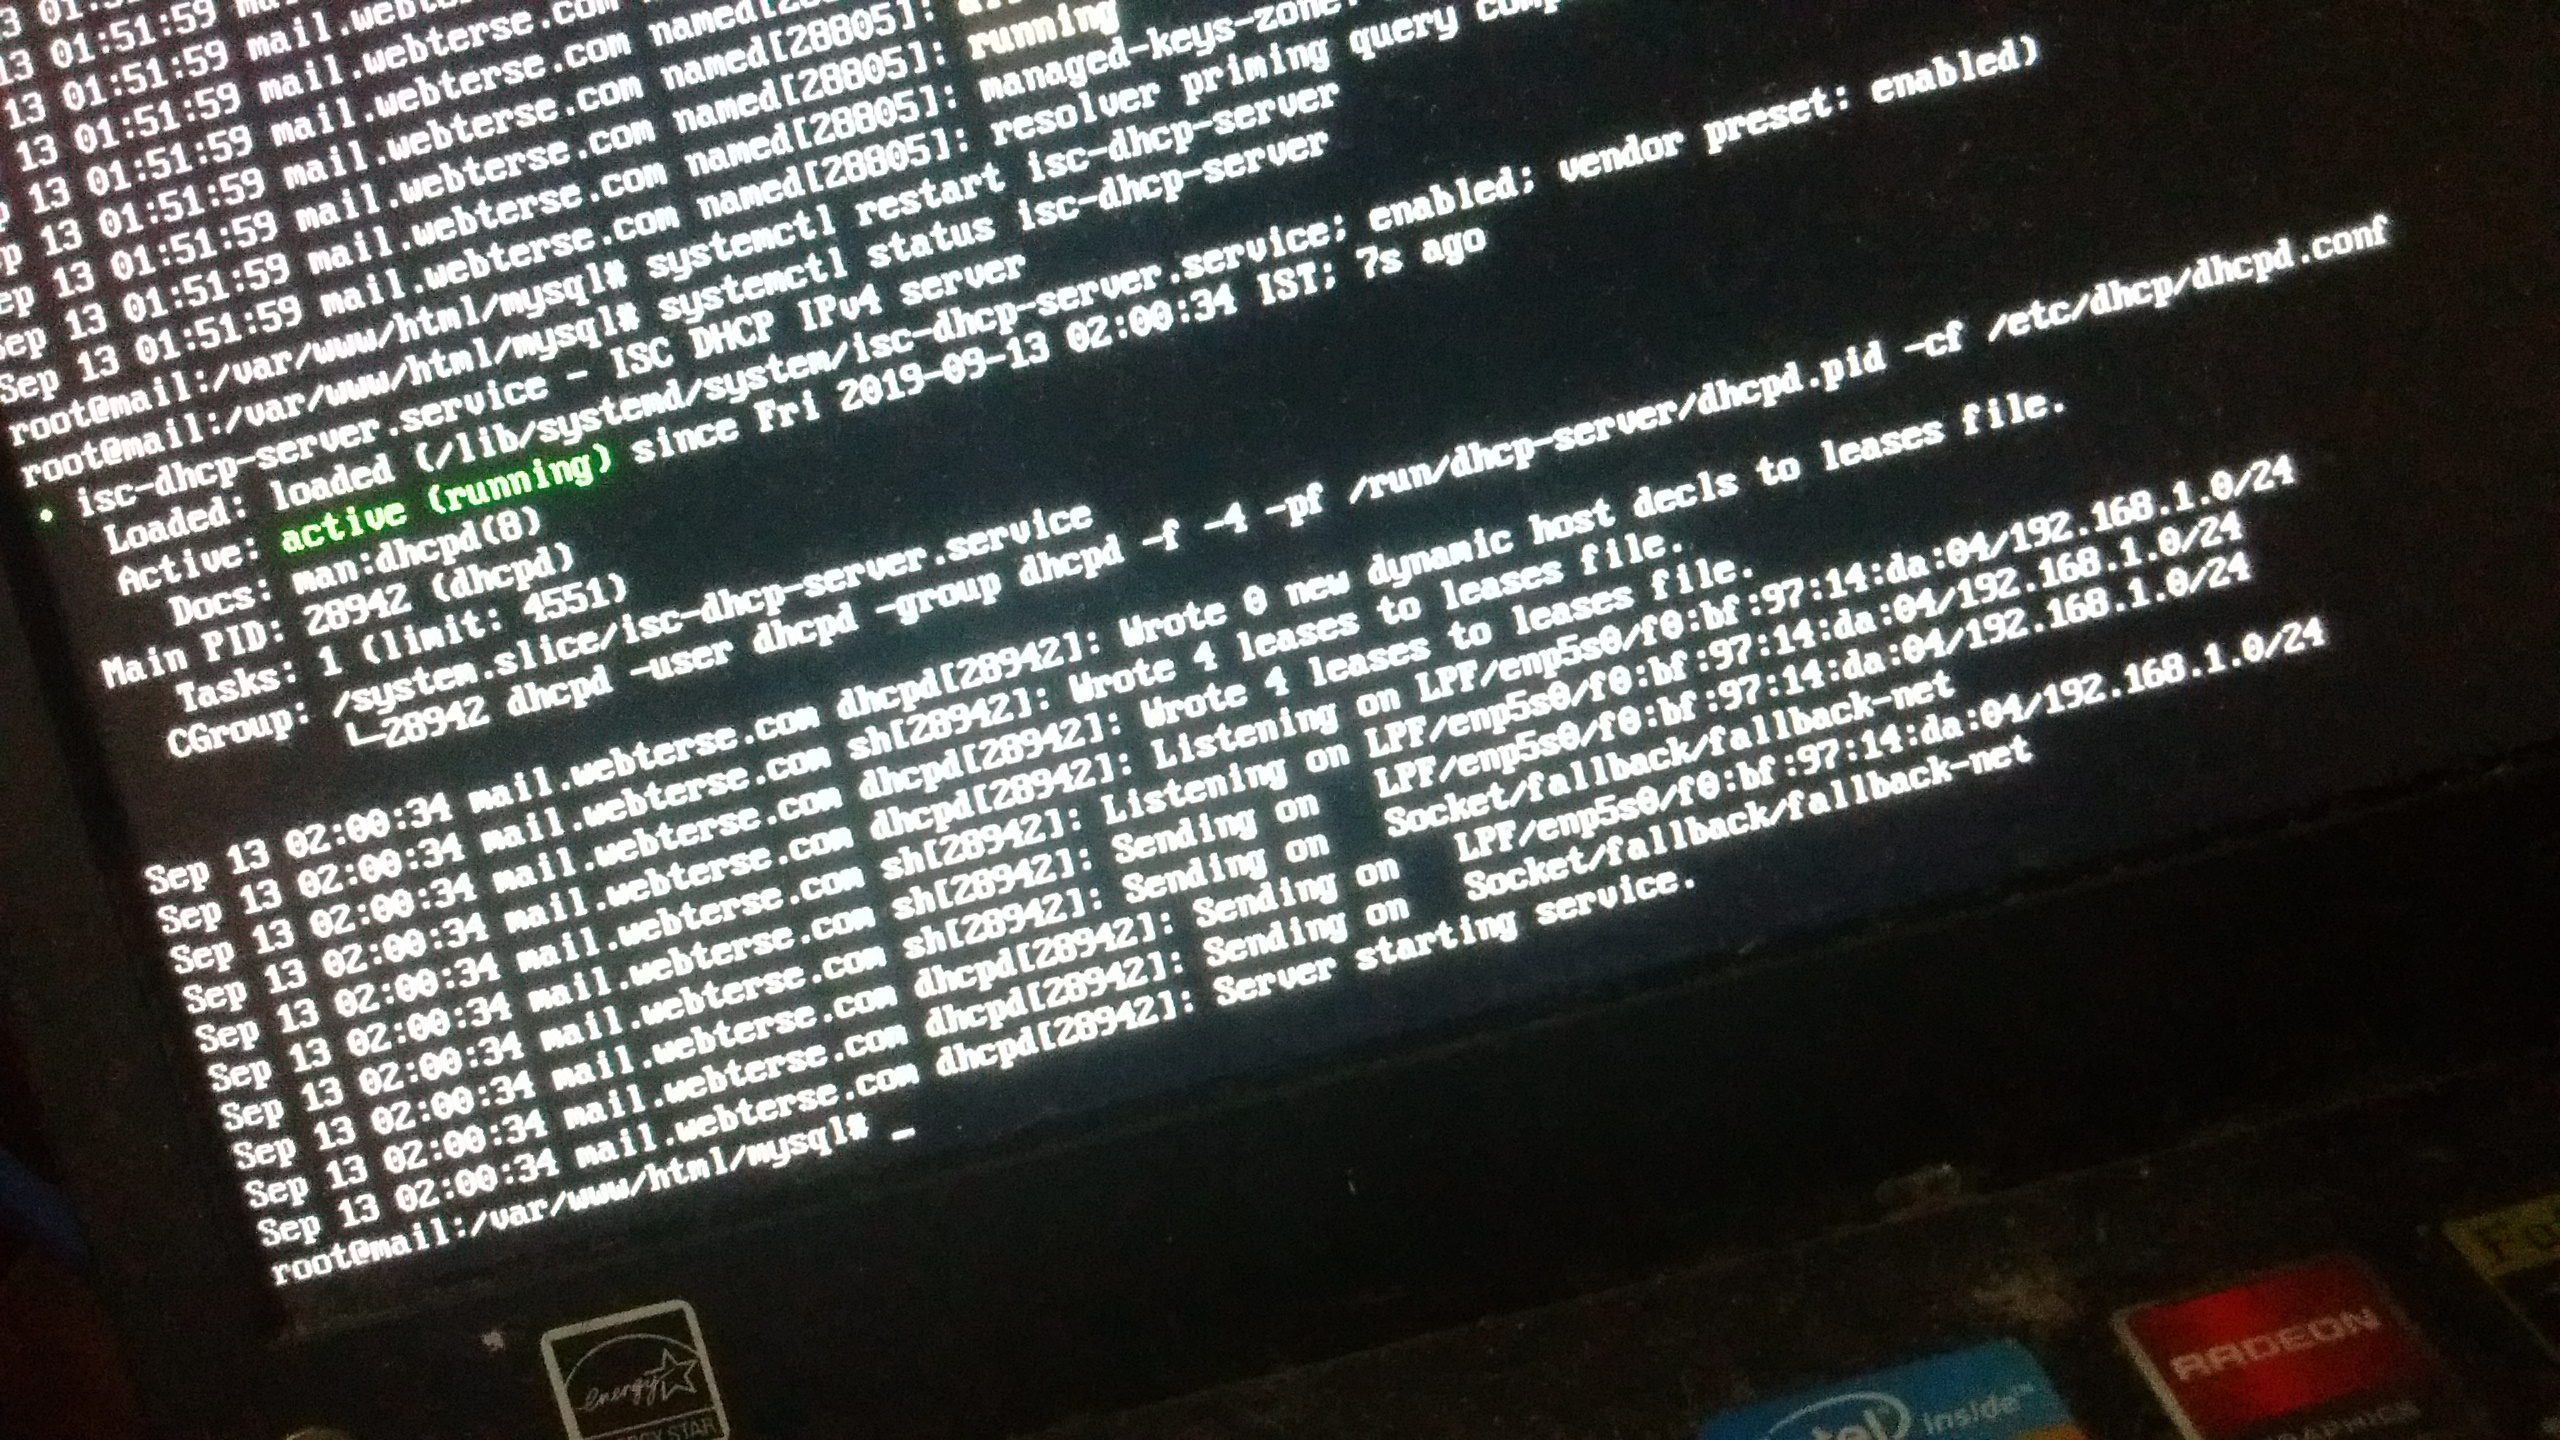 13 01:51:59
13 01:51:59 mail.webterse.com
13 01:51:59 mail.webterse.com named
13 01:51:59 mail.webterse.com named[28805]:
13 01:51:59 mail.webterse.com named[28805]: running
Sep 13 01:51:59 mail.webterse.com named[28805]: managed-keys-zone
Sep 13 01:51:59 mail.webterse.com named[28805]: resolver priming query
root@mail:/var/www/html/mysql# systemctl restart isc-dhcp-server
root@mail:/var/www/html/mysql# systemctl status isc-dhcp-server
• isc-dhcp-server.service - ISC DHCP IPv4 server
Loaded: loaded (/lib/systemd/system/isc-dhcp-server.service; enabled; vendor preset: enabled)
Active: active (running) since Fri 2019-09-13 02:00:34 IST; 7s ago
Docs: man:dhcpd(8)
Main PID: 28942 (dhcpd)
Tasks: 1 (limit: 4551)
CGroup: /system.slice/isc-dhcp-server.service
└─28942 dhcpd -user dhcpd -group dhcpd -f -4 -pf /run/dhcp-server/dhcpd.pid -cf /etc/dhcp/dhcpd.conf
Sep 13 02:00:34 mail.webterse.com dhcpd[28942]: Wrote 0 new dynamic host decls to leases file.
Sep 13 02:00:34 mail.webterse.com sh[28942]: Wrote 4 leases to leases file.
Sep 13 02:00:34 mail.webterse.com dhcpd[28942]: Wrote 4 leases to leases file.
Sep 13 02:00:34 mail.webterse.com dhcpd[28942]: Listening on LPF/enp5s0/f0:bf:97:14:da:04/192.168.1.0/24
Sep 13 02:00:34 mail.webterse.com sh[28942]: Listening on LPF/enp5s0/f0:bf:97:14:da:04/192.168.1.0/24
Sep 13 02:00:34 mail.webterse.com sh[28942]: Sending on LPF/enp5s0/f0:bf:97:14:da:04/192.168.1.0/24
Sep 13 02:00:34 mail.webterse.com sh[28942]: Sending on Socket/fallback/fallback-net
Sep 13 02:00:34 mail.webterse.com dhcpd[28942]: Sending on LPF/enp5s0/f0:bf:97:14:da:04/192.168.1.0/24
Sep 13 02:00:34 mail.webterse.com dhcpd[28942]: Sending on Socket/fallback/fallback-net
Sep 13 02:00:34 mail.webterse.com dhcpd[28942]: Server starting service.
root@mail:/var/www/html/mysql# _
energy
STAR
inside™
RADEON
GRAPHICS